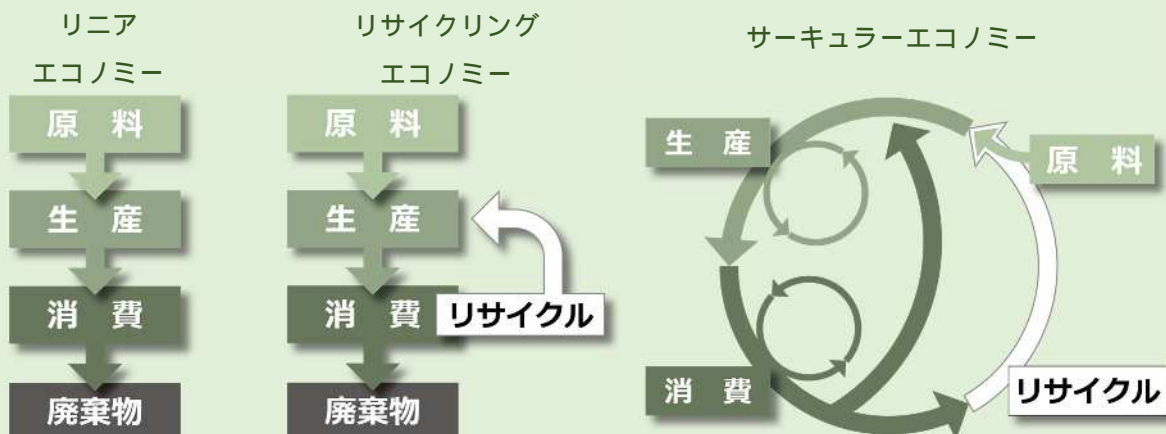 リニア
エコノミー
原 料
生 産
消 費
廃棄物
リサイクリング
エコノミー
原 料
生 産
消 費
リサイクル
廃棄物
サーキュラーエコノミー
生 産
原 料
消 費
リサイクル